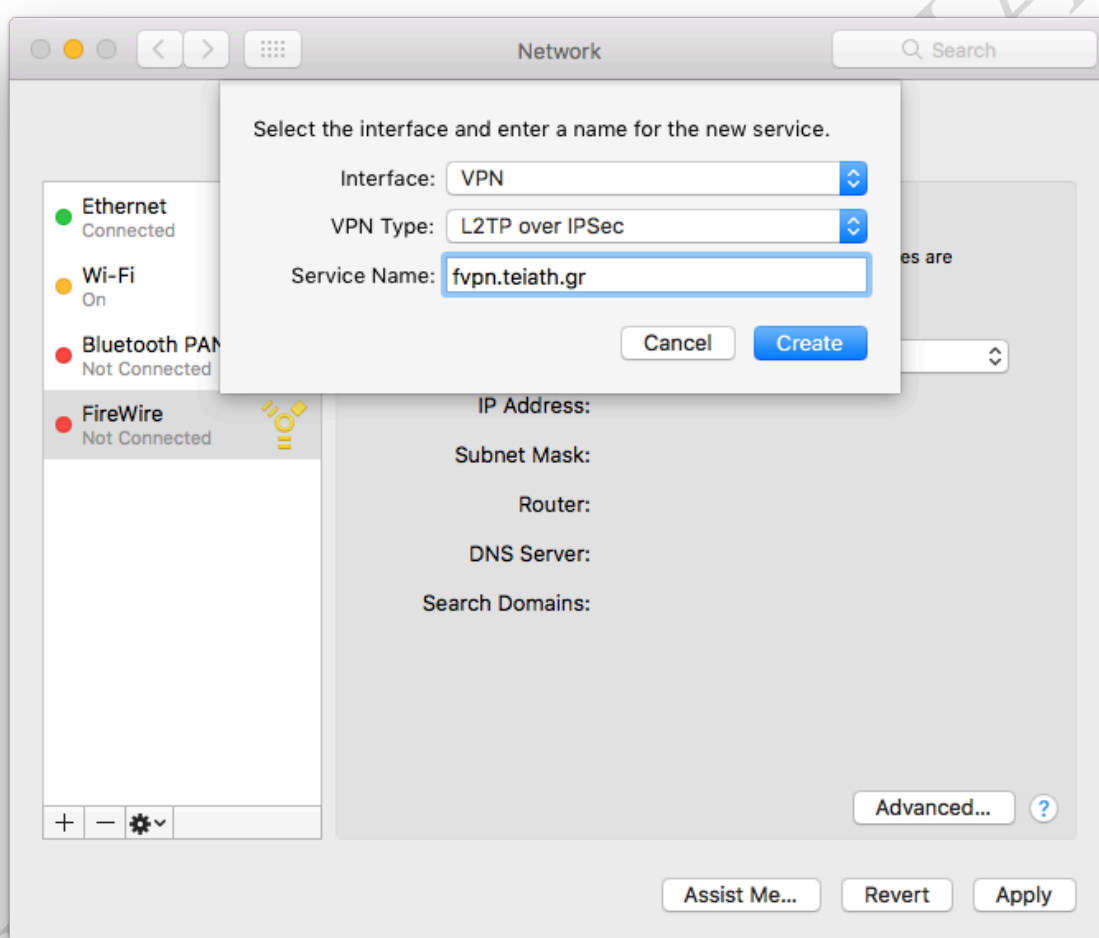 Network
Search
Select the interface and enter a name for the new service.
Interface: VPN
VPN Type: L2TP over IPSec
Service Name: fvpn.teiath.gr
Cancel Create
Ethernet
Connected
Wi-Fi
On
Bluetooth PAN
Not Connected
FireWire
Not Connected
es are
IP Address:
Subnet Mask:
Router:
DNS Server:
Search Domains:
Advanced... ?
Assist Me... Revert Apply